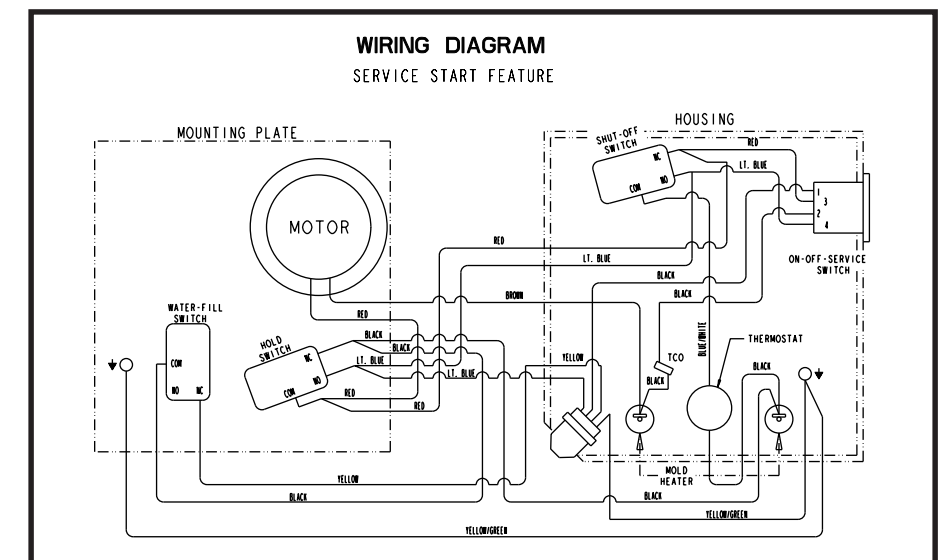 WIRING DIAGRAM
SERVICE START FEATURE
MOUNTING PLATE
HOUSING
SHUT-OFF
SWITCH
NC
NO
COM
RED
LT. BLUE
1
3
2
4
ON-OFF-SERVICE
SWITCH
MOTOR
RED
LT. BLUE
BLACK
BROWN
BLACK
WATER-FILL
SWITCH
COM
NO
NC
HOLD
SWITCH
NC
NO
COM
RED
BLACK
BLACK
LT. BLUE
LT. BLUE
RED
RED
YELLOW
BLUE/WHITE
THERMOSTAT
TCO
BLACK
BLACK
MOLD
HEATER
YELLOW
BLACK
BLACK
YELLOW/GREEN
YELLOW/GREEN